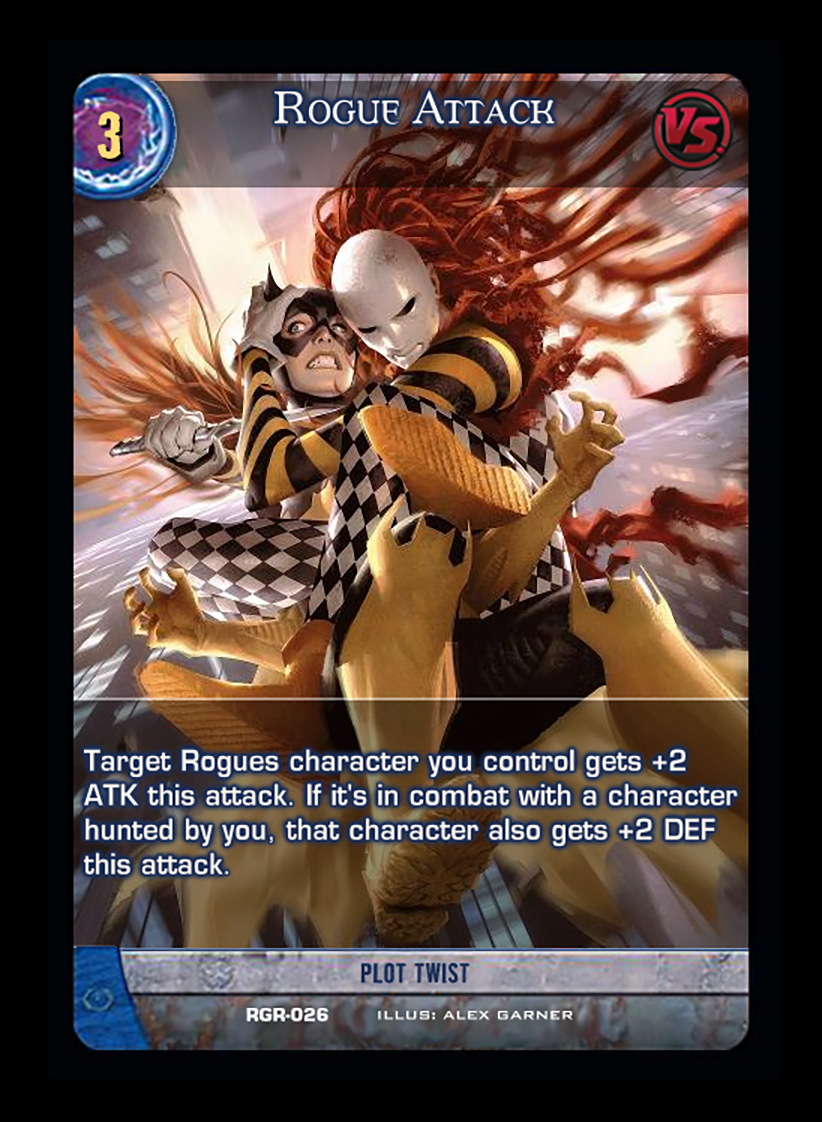 Rogue Attack
3
VS.
Target Rogues character you control gets +2
ATK this attack. If it's in combat with a character
hunted by you, that character also gets +2 DEF
this attack.
PLOT TWIST
RGR-026 ILLUS: ALEX GARNER